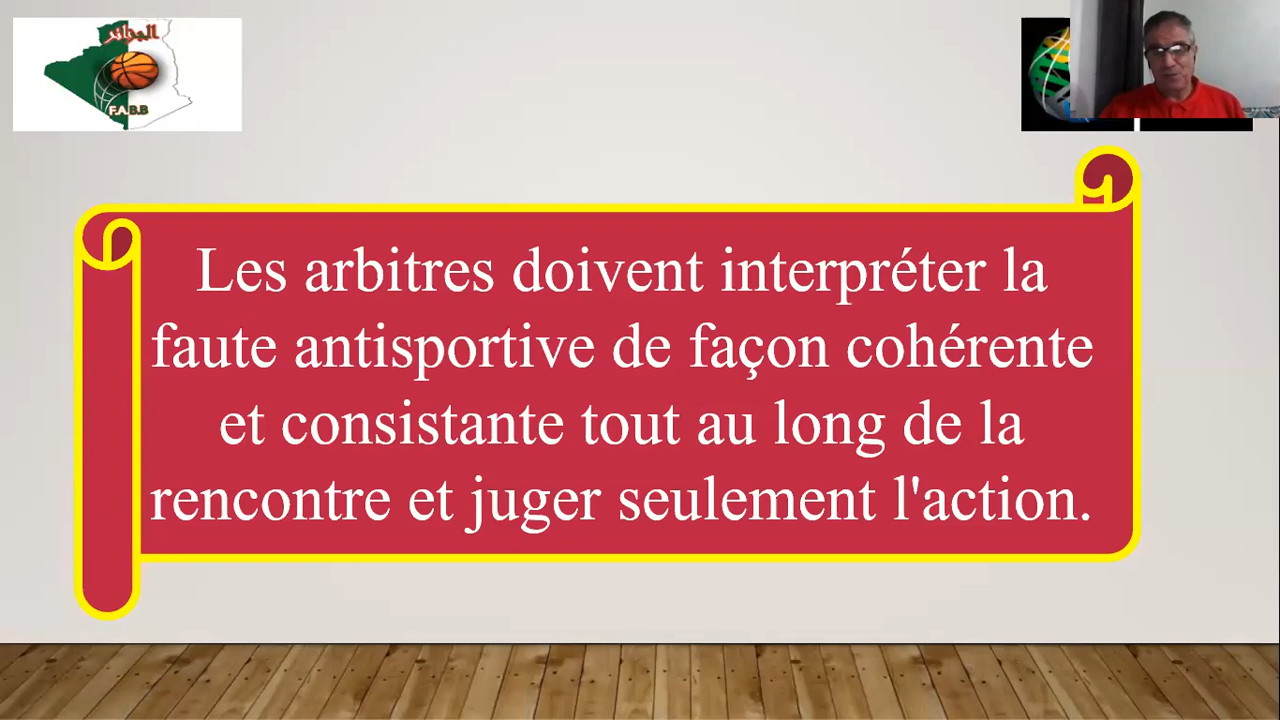 الجزائر
F.A.B.B
Les arbitres doivent interpréter la
faute antisportive de façon cohérente
et consistante tout au long de la
rencontre et juger seulement l'action.